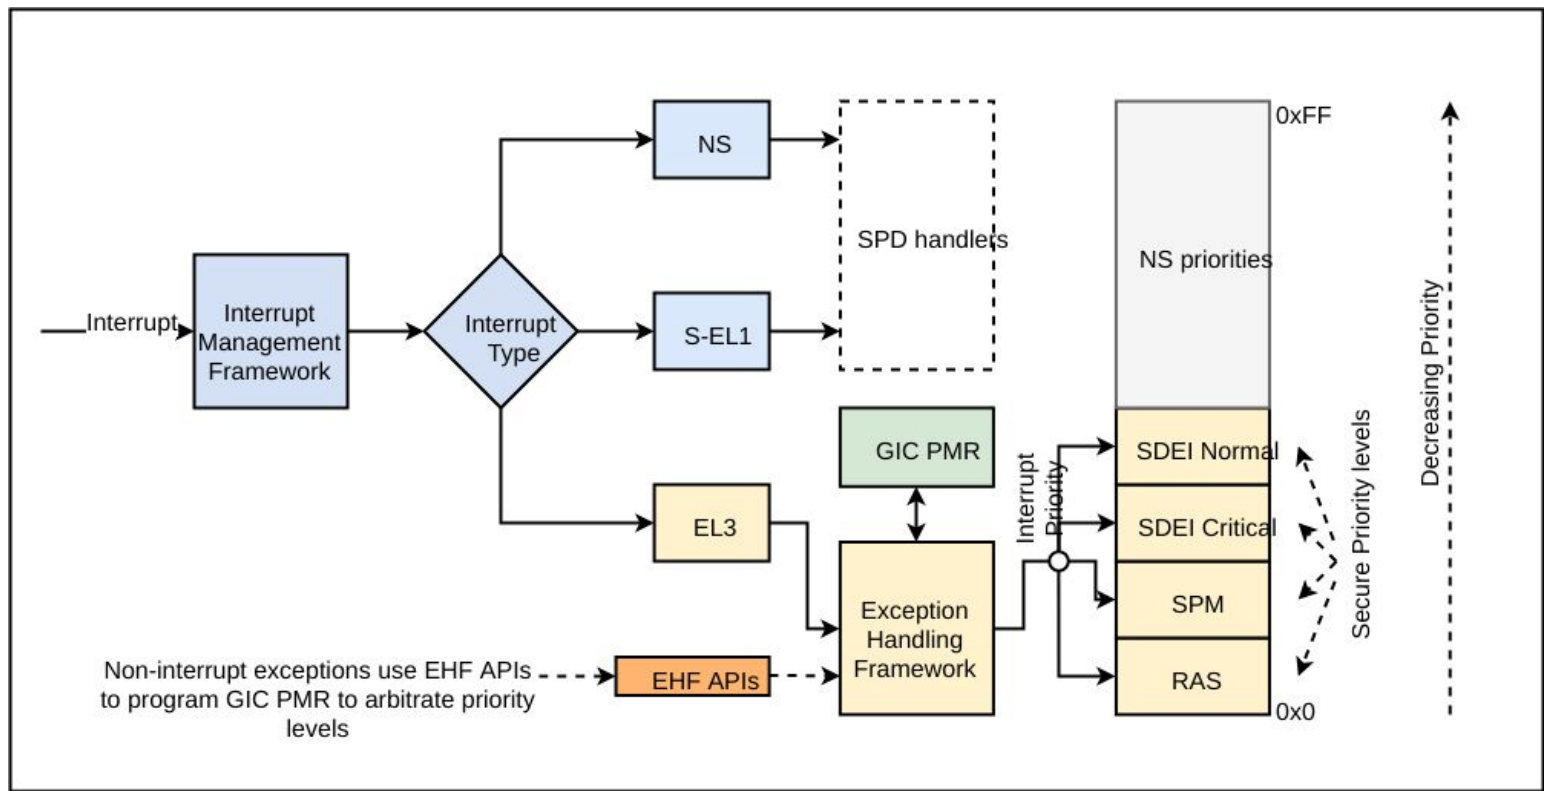 Interrupt
Interrupt
Management
Framework
Interrupt
Type
NS
S-EL1
EL3
SPD handlers
GIC PMR
Exception
Handling
Framework
EHF APIs
Non-interrupt exceptions use EHF APIs
to program GIC PMR to arbitrate priority
levels
Interrupt
Priority
0xFF
NS priorities
SDEI Normal
SDEI Critical
SPM
RAS
0x0
Secure Priority levels
Decreasing Priority